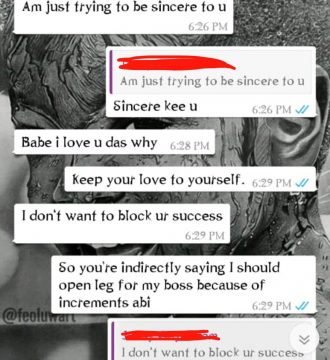 Am just trying to be sincere to u
6:26 PM
Am just trying to be sincere to u
Sincere kee u 6:26 PM
Babe i love u das why 6:28 PM
Keep your love to yourself. 6:29 PM
I don't want to block ur success
6:29 PM
So you're indirectly saying I should
open leg for my boss because of
increments abi 6:29 PM
@feoluwart
I don't want to block ur success